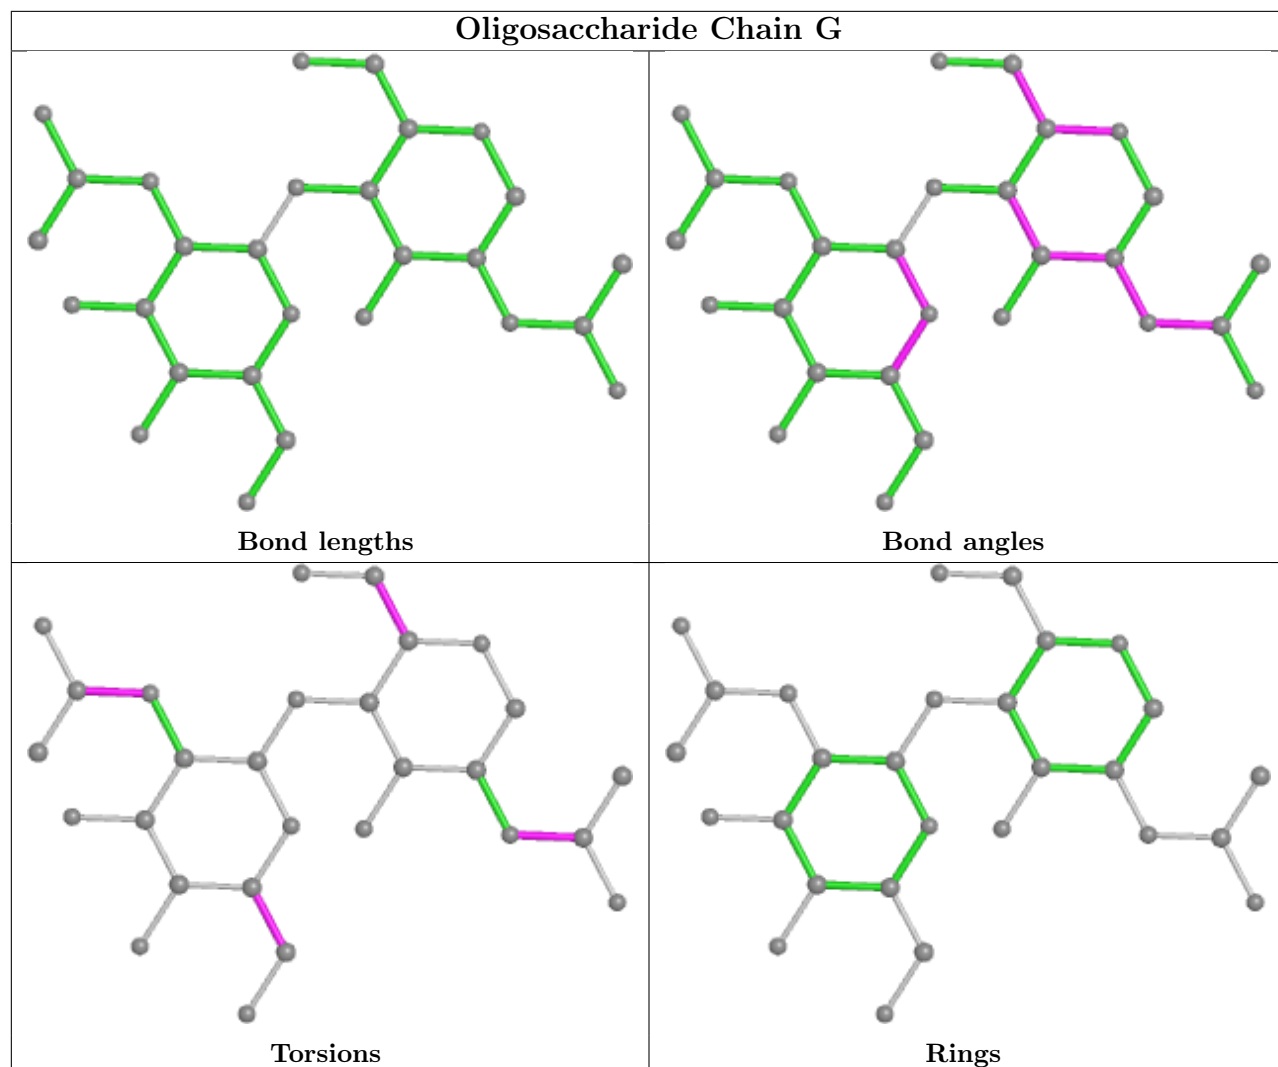 Oligosaccharide Chain G
Bond lengths
Bond angles
Torsions
Rings